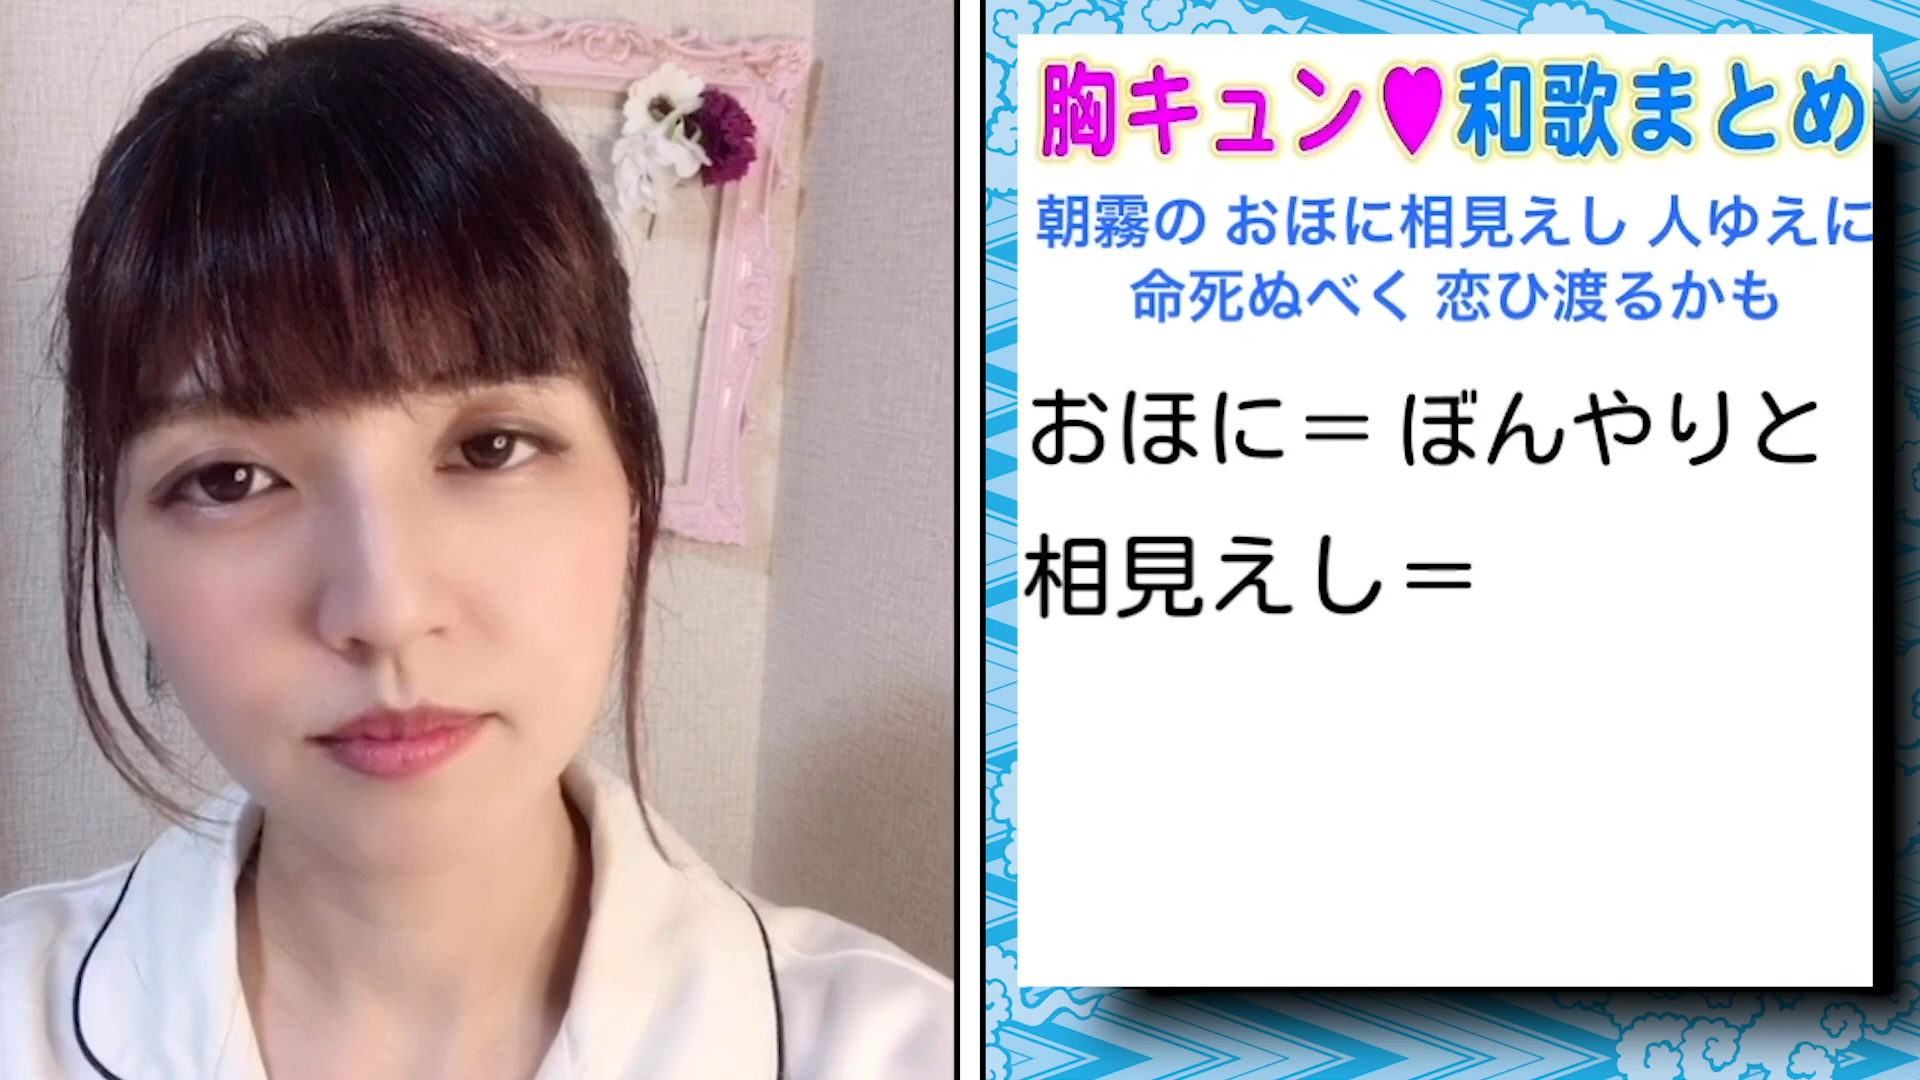 胸キュン♥和歌まとめ
朝霧の おほに相見えし 人ゆえに
命死ぬべく 恋ひ渡るかも
おほに＝ぼんやりと
相見えし＝